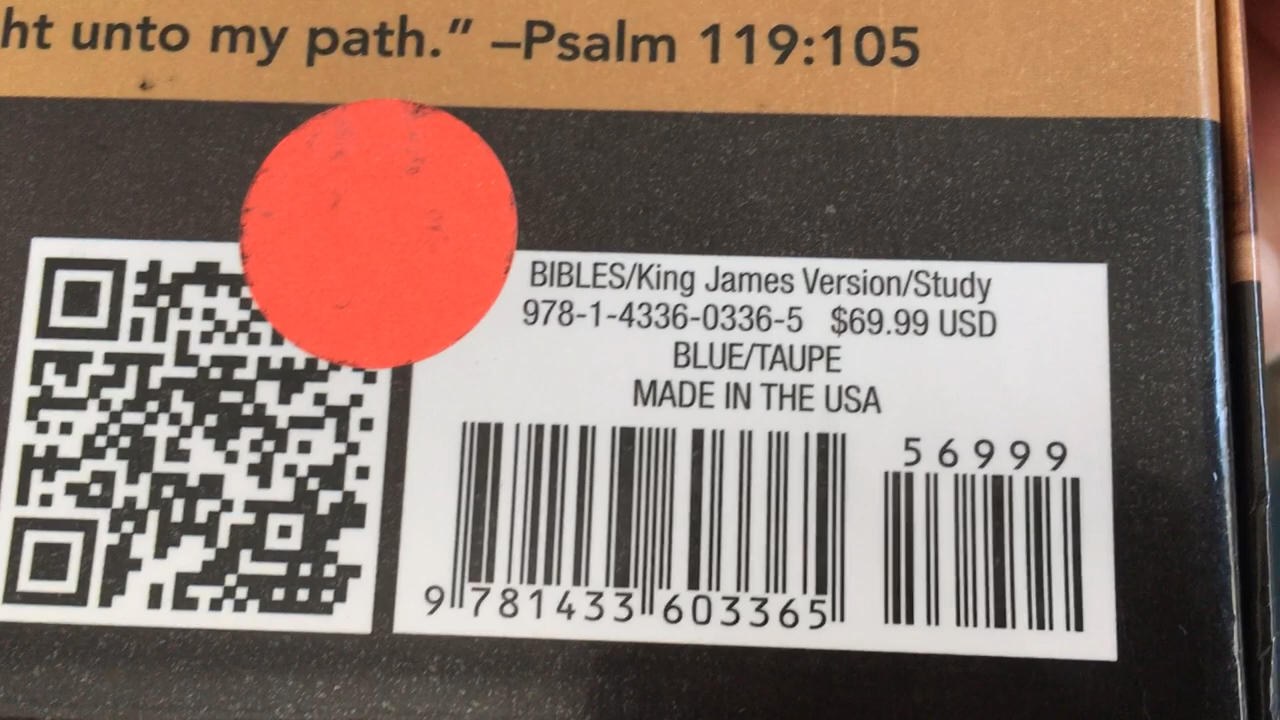 ht unto my path.” –Psalm 119:105
BIBLES/King James Version/Study
978-1-4336-0336-5 $69.99 USD
BLUE/TAUPE
MADE IN THE USA
56999
9 781433 603365